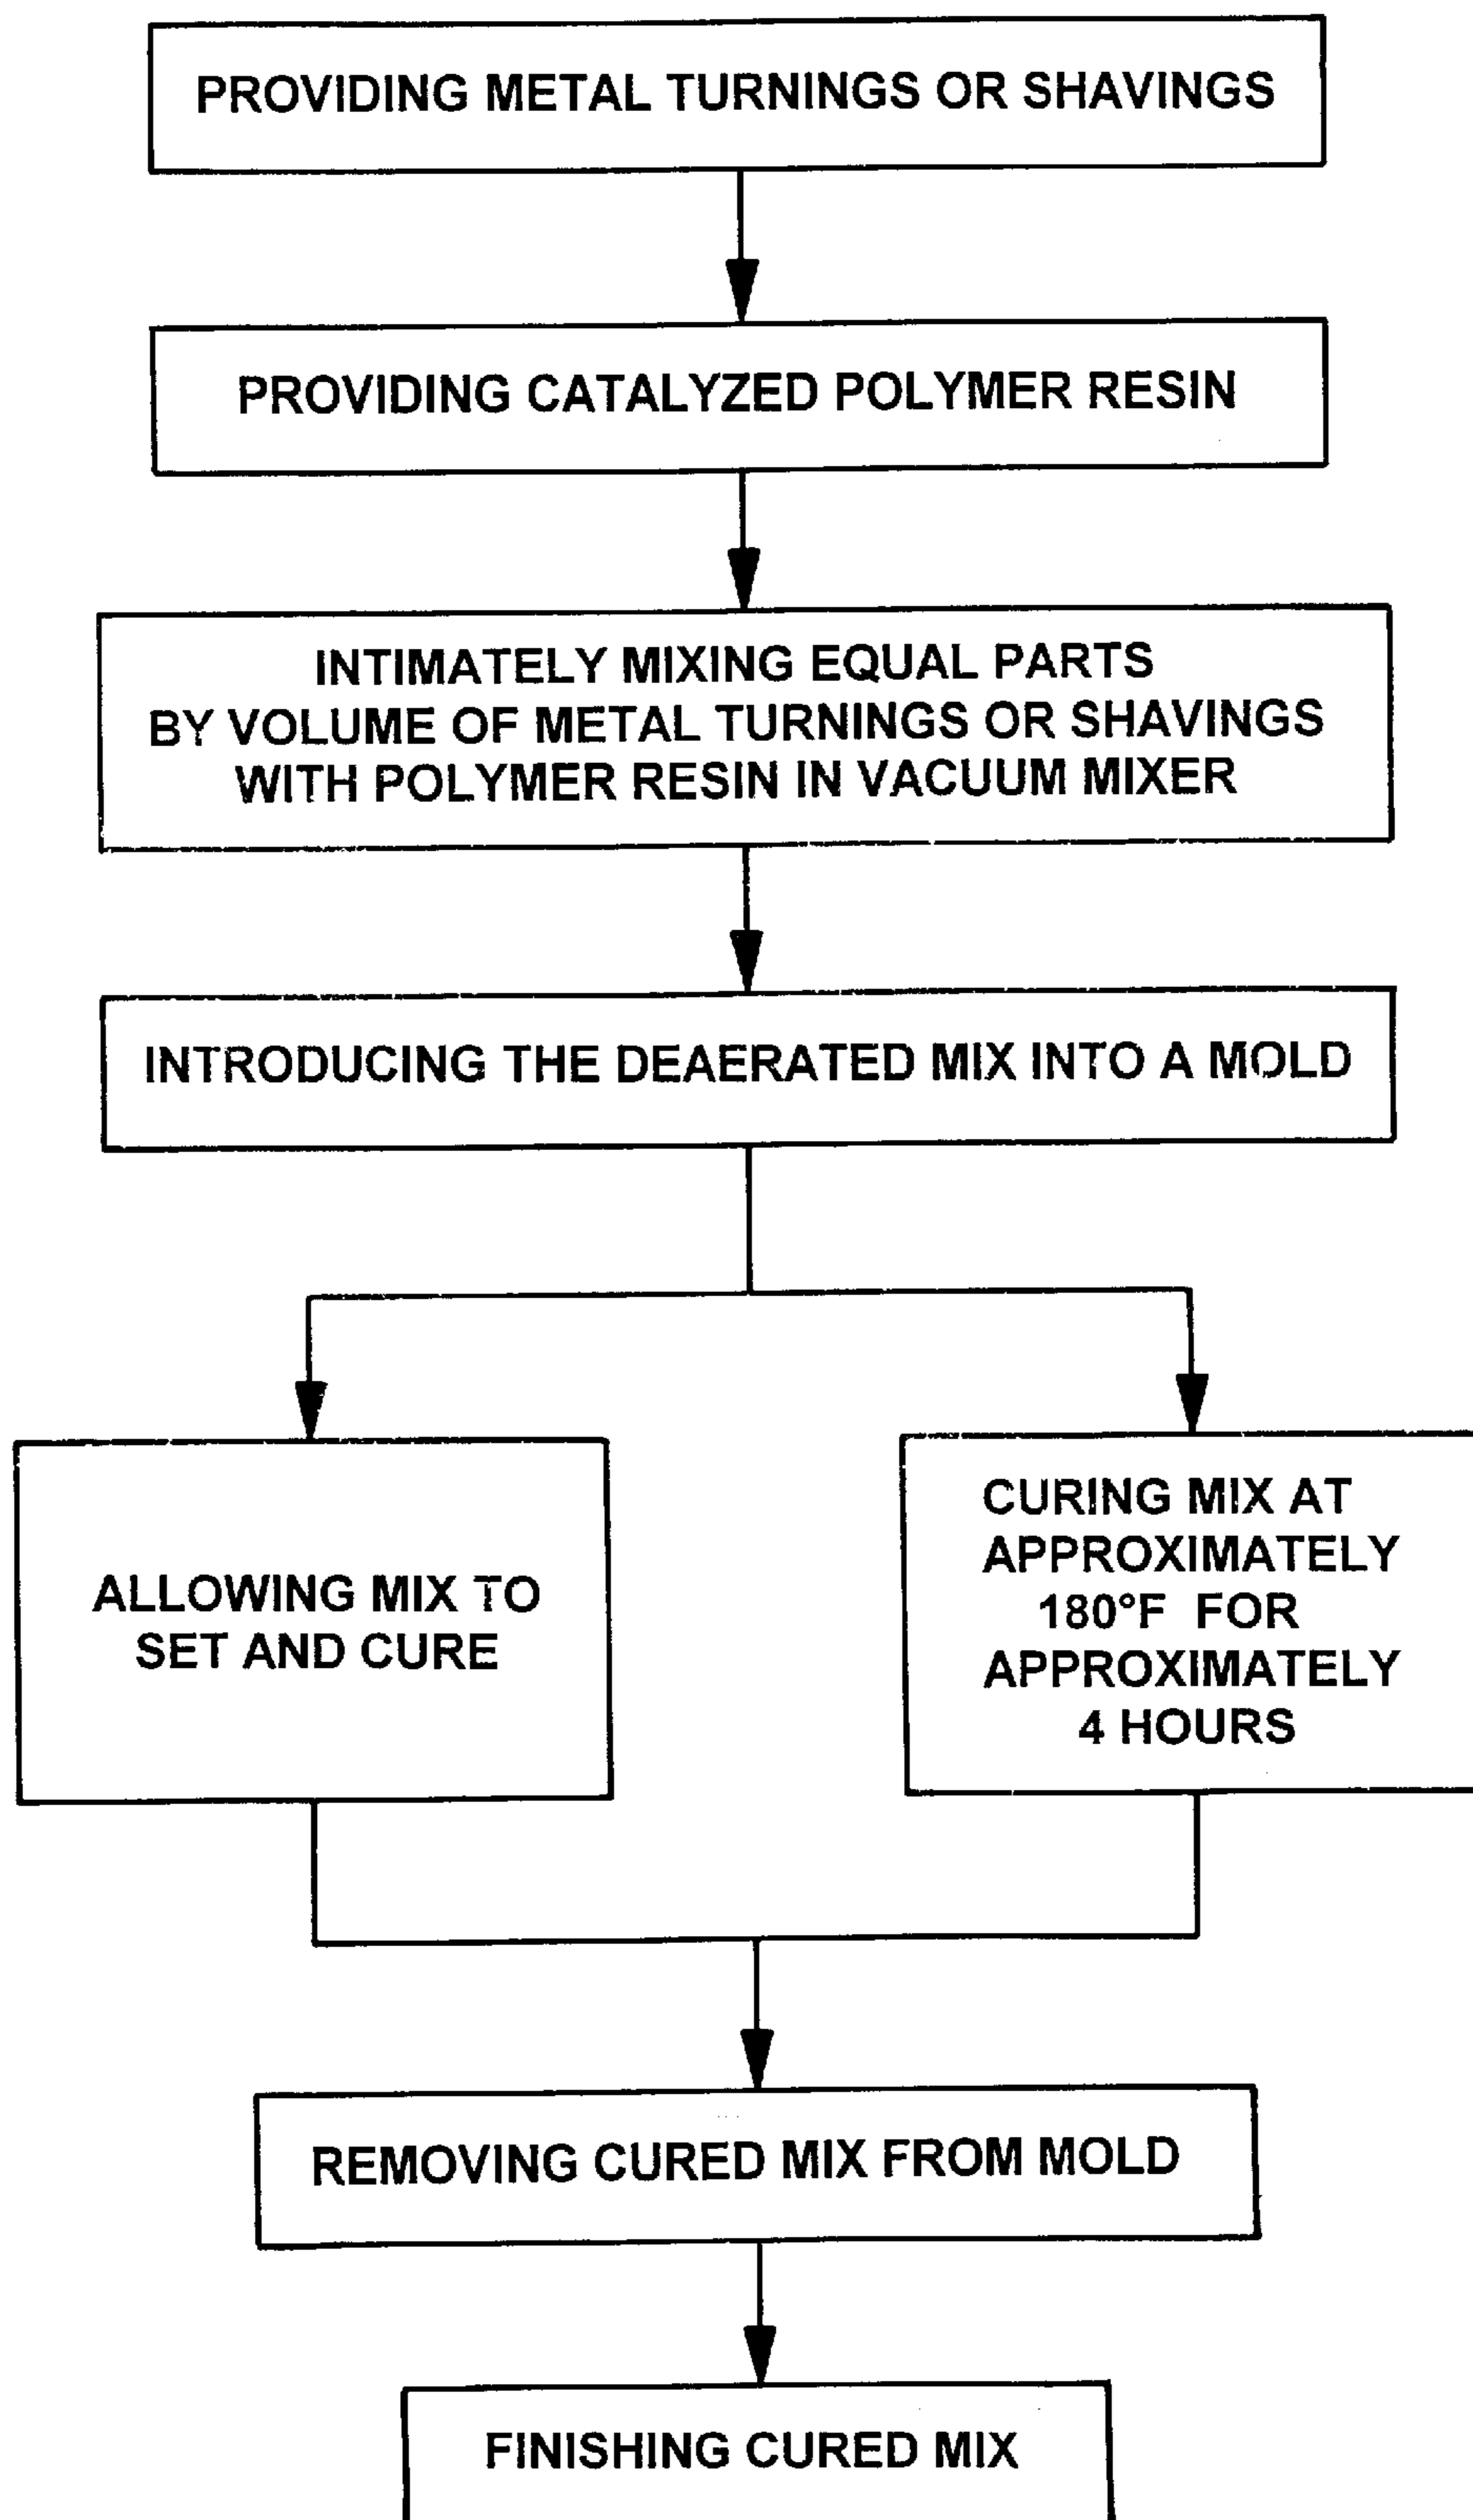 PROVIDING METAL TURNINGS OR SHAVINGS
PROVIDING CATALYZED POLYMER RESIN
INTIMATELY MIXING EQUAL PARTS
BY VOLUME OF METAL TURNINGS OR SHAVINGS
WITH POLYMER RESIN IN VACUUM MIXER
INTRODUCING THE DEAERATED MIX INTO A MOLD
ALLOWING MIX TO
SET AND CURE
CURING MIX AT
APPROXIMATELY
180°F FOR
APPROXIMATELY
4 HOURS
REMOVING CURED MIX FROM MOLD
FINISHING CURED MIX